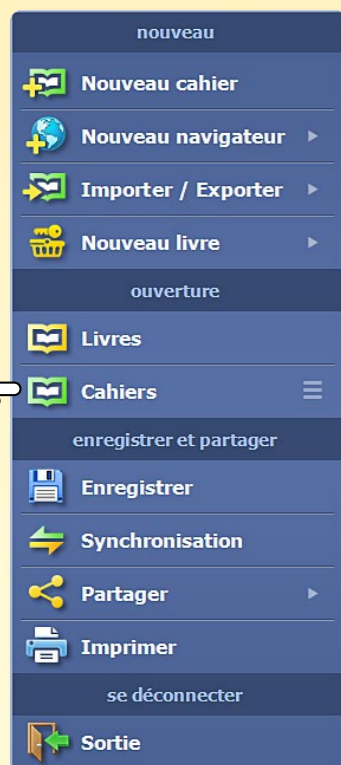 nouveau
Nouveau cahier
Nouveau navigateur
Importer / Exporter
Nouveau livre
ouverture
Livres
Cahiers
enregistrer et partager
Enregistrer
Synchronisation
Partager
Imprimer
se déconnecter
Sortie